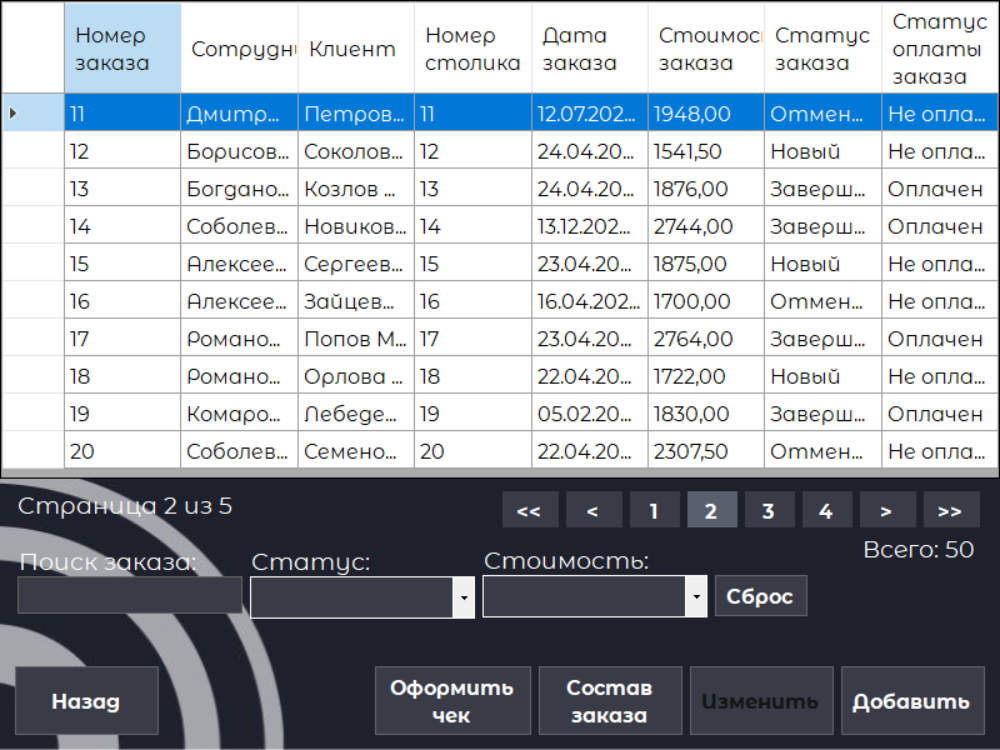 Номер заказа Сотрудн Клиент Номер столика Дата заказа Стоимос заказа Статус заказа Статус оплаты заказа
11 Дмитр... Петров... 11 12.07.202... 1948,00 Отмен... Не опла...
12 Борисов... Соколов... 12 24.04.20... 1541,50 Новый Не опла...
13 Богдано... Козлов ... 13 24.04.20... 1876,00 Заверш... Оплачен
14 Соболев... Новиков... 14 13.12.202... 2744,00 Заверш... Оплачен
15 Алексее... Сергеев... 15 23.04.20... 1875,00 Новый Не опла...
16 Алексее... Зайцев... 16 16.04.202... 1700,00 Отмен... Не опла...
17 Романо... Попов М... 17 23.04.20... 2764,00 Заверш... Оплачен
18 Романо... Орлова ... 18 22.04.20... 1722,00 Новый Не опла...
19 Комаро... Лебеде... 19 05.02.20... 1830,00 Заверш... Оплачен
20 Соболев... Семено... 20 22.04.20... 2307,50 Отмен... Не опла...
Страница 2 из 5 << < 1 2 3 4 > >>
Всего: 50
Поиск заказа: Статус: Стоимость:
Сброс
Назад Оформить чек Состав заказа Изменить Добавить